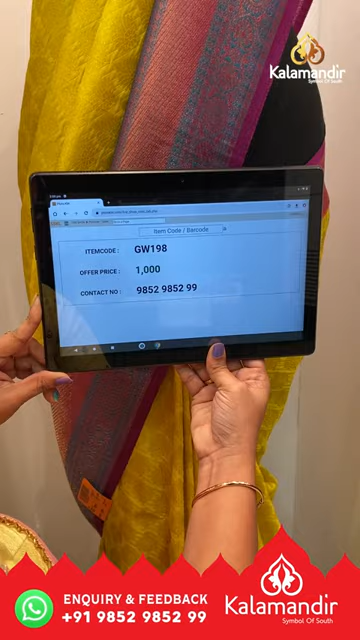 Kalamandir
Symbol Of South
Item Code / Barcode
ITEMCODE : GW198
OFFER PRICE : 1,000
CONTACT NO : 9852 9852 99
ENQUIRY & FEEDBACK
+91 9852 9852 99
Kalamandir
Symbol Of South